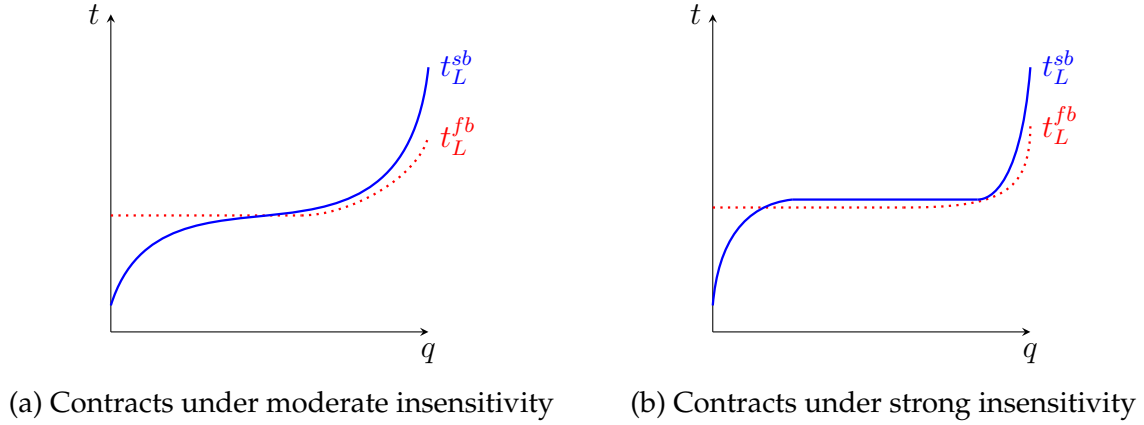 t
t_L^{sb}
t_L^{fb}
q
(a) Contracts under moderate insensitivity
t
t_L^{sb}
t_L^{fb}
q
(b) Contracts under strong insensitivity